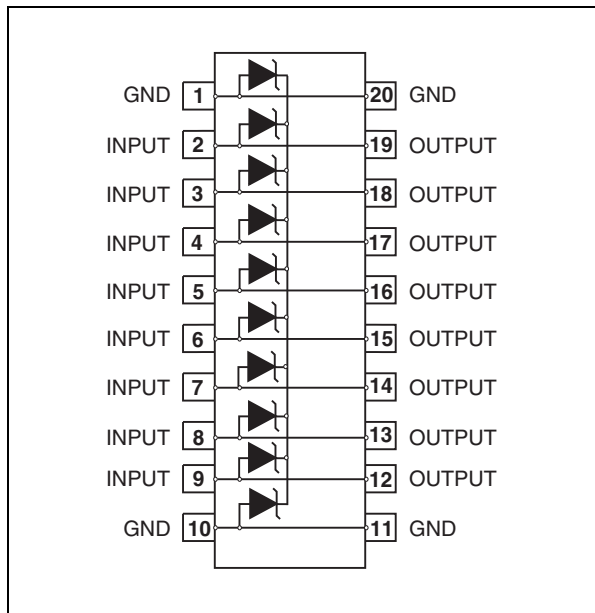 GND 1 20 GND
INPUT 2 19 OUTPUT
INPUT 3 18 OUTPUT
INPUT 4 17 OUTPUT
INPUT 5 16 OUTPUT
INPUT 6 15 OUTPUT
INPUT 7 14 OUTPUT
INPUT 8 13 OUTPUT
INPUT 9 12 OUTPUT
GND 10 11 GND